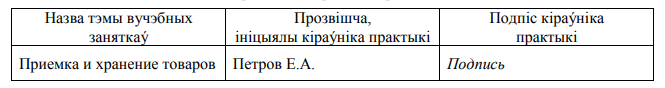 Назва тэмы вучэбных Прозвішча, Подпіс кіраўніка
заняткаў ініцыялы кіраўніка практыкі практыкі
Приемка и хранение товаров Петров Е.А. Подпись